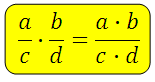 a/c · b/d = a · b / c · d